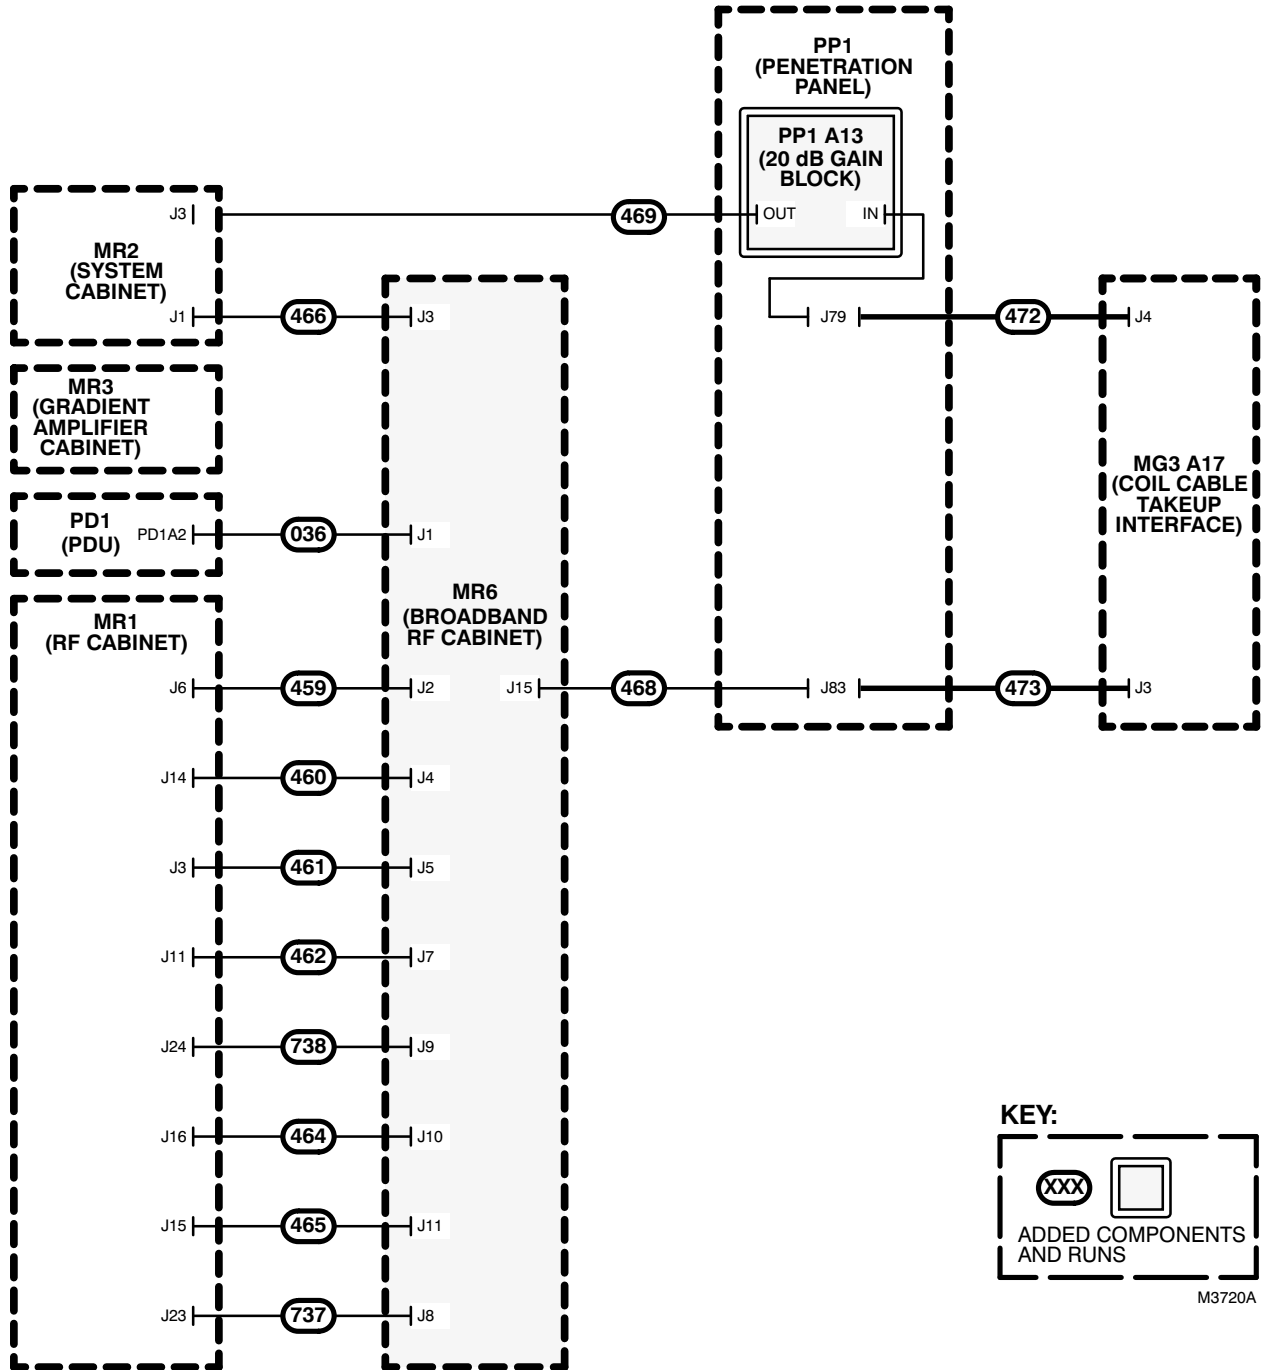 PP1
(PENETRATION
PANEL)
PP1 A13
(20 dB GAIN
BLOCK)
OUT
IN
J3
469
MR2
(SYSTEM
CABINET)
J1
466
J3
J79
472
J4
MR3
(GRADIENT
AMPLIFIER
CABINET)
MG3 A17
(COIL CABLE
TAKEUP
INTERFACE)
PD1
(PDU)
PD1A2
036
J1
MR6
(BROADBAND
RF CABINET)
MR1
(RF CABINET)
J6
459
J2
J15
468
J83
473
J3
J14
460
J4
J3
461
J5
J11
462
J7
J24
738
J9
J16
464
J10
J15
465
J11
J23
737
J8
KEY:
XXX
ADDED COMPONENTS
AND RUNS
M3720A